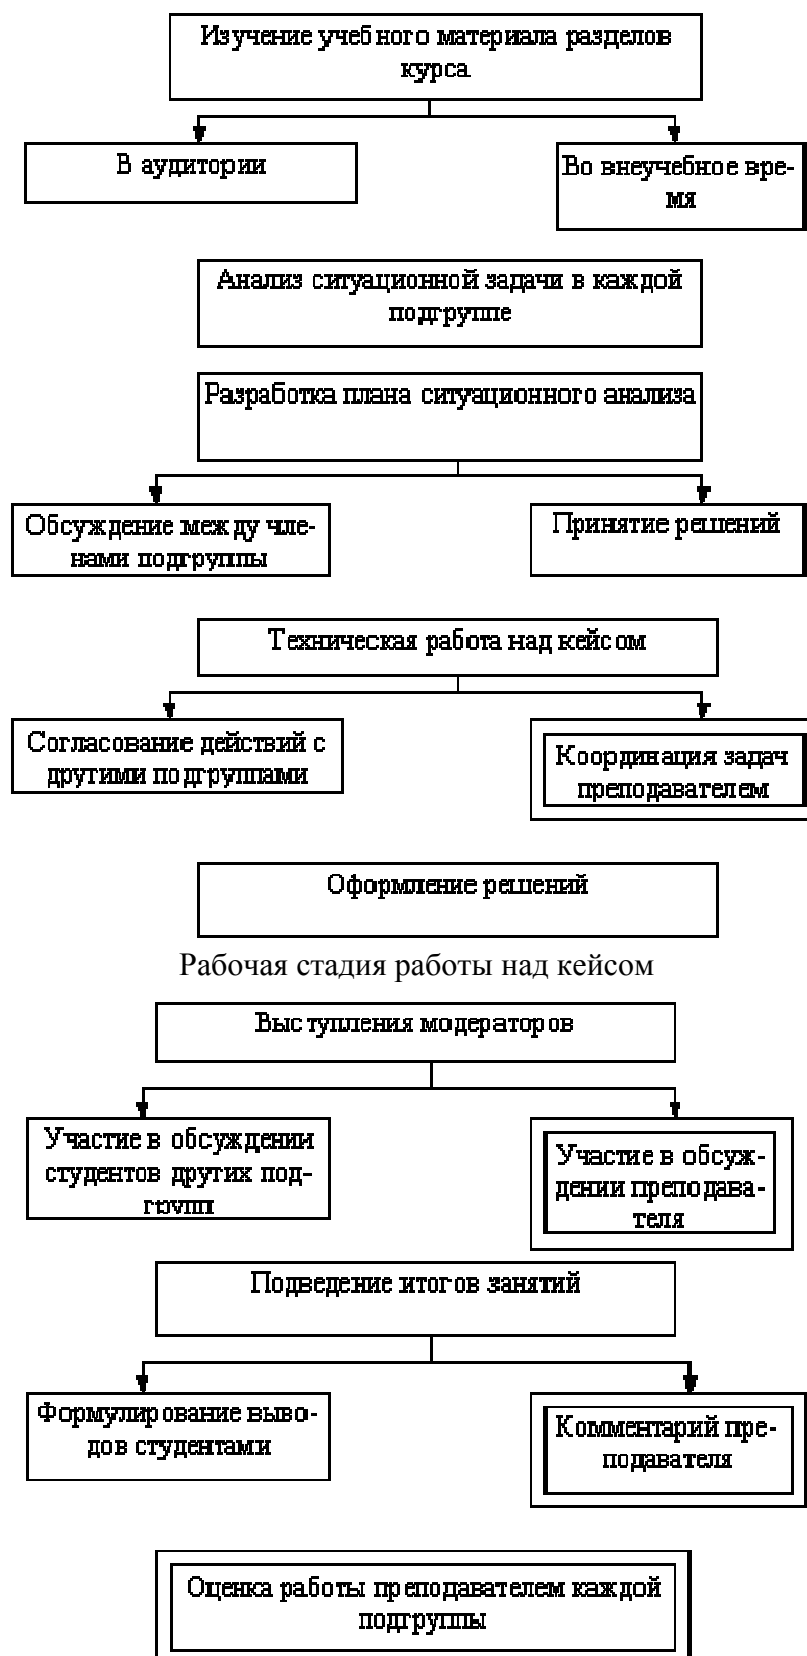 Изучение учебного материала разделов
курса
В аудитории
Во внеучебное вре-
мя
Анализ ситуационной задачи в каждой
подгруппе
Разработка плана ситуационного анализа
Обсуждение между чле-
нами подгруппы
Принятие решений
Техническая работа над кейсом
Согласование действий с
другими подгруппами
Координация задач
преподавателем
Оформление решений
Рабочая стадия работы над кейсом
Выступления модераторов
Участие в обсуждении
студентов других под-
групп
Участие в обсуж-
дении преподава-
теля
Подведение итогов занятий
Формулирование выво-
дов студентами
Комментарий пре-
подавателя
Оценка работы преподавателем каждой
подгруппы